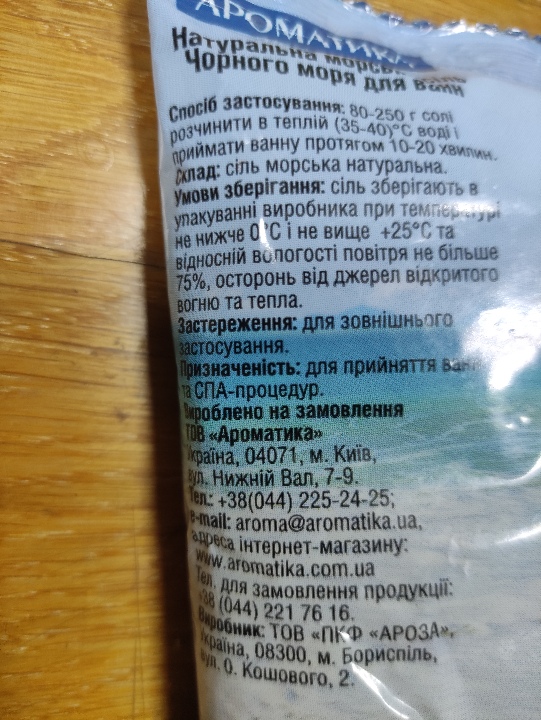 АРОМАТИКА
Натуральна морська сіль
Чорного моря для ванн
Спосіб застосування: 80-250 г солі
розчинити в теплій (35-40)°С воді і
приймати ванну протягом 10-20 хвилин.
Склад: сіль морська натуральна.
Умови зберігання: сіль зберігають в
упакуванні виробника при температурі
не нижче 0°С і не вище +25°С та
відносній вологості повітря не більше
75%, осторонь від джерел відкритого
вогню та тепла.
Застереження: для зовнішнього
застосування.
Призначеність: для прийняття ванн
та СПА-процедур.
Вироблено на замовлення
ТОВ «Ароматика»
Україна, 04071, м. Київ,
вул. Нижній Вал, 7-9.
Тел.: +38(044) 225-24-25;
e-mail: aroma@aromatika.ua,
адреса інтернет-магазину:
www.aromatika.com.ua
Тел. для замовлення продукції:
+38 (044) 221 76 16.
Виробник: ТОВ «ПКФ «АРОЗА»,
Україна, 08300, м. Бориспіль,
вул. О. Кошового, 2.